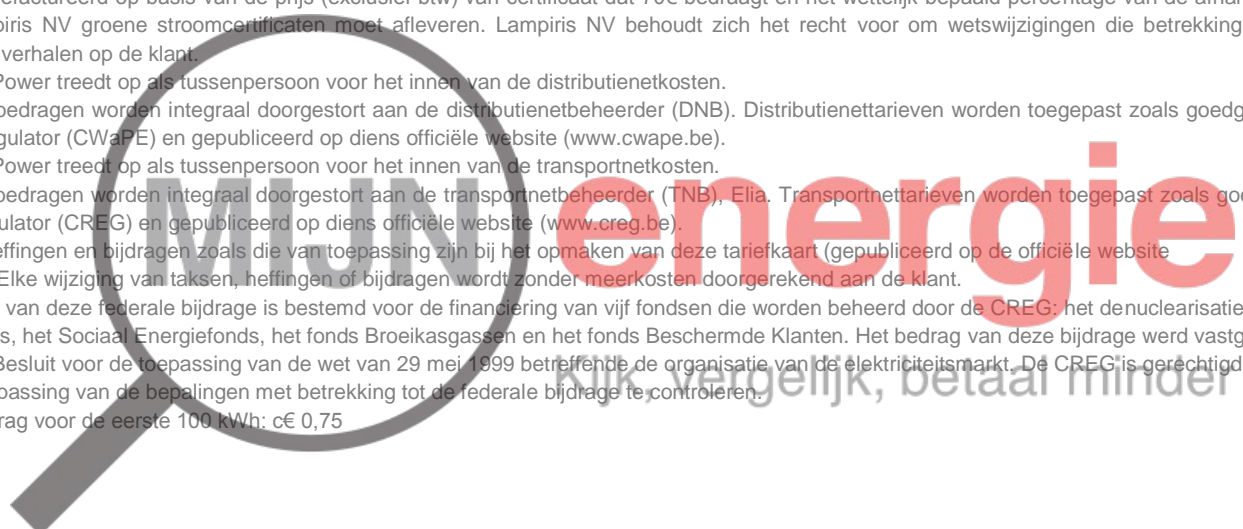 efactureerd op basis van de prijs (exclusief btw) van certificaat dat 70€ bedraagt en het wettelijk bepaald percentage van de
piris NV groene stroomcertificaten moet afleveren. Lampiris NV behoudt zich het recht voor om wetswijzigingen die betrekking
verhalen op de klant.
Power treedt op als tussenpersoon voor het innen van de distributienetkosten.
bedragen worden integraal doorgestort aan de distributienetbeheerder (DNB). Distributienettarieven worden toegepast zoals goedg
gulator (CWaPE) en gepubliceerd op diens officiële website (www.cwape.be).
Power treedt op als tussenpersoon voor het innen van de transportnetkosten.
bedragen worden integraal doorgestort aan de transportnetbeheerder (TNB), Elia. Transportnettarieven worden toegepast zoals goe
ulator (CREG) en gepubliceerd op diens officiële website (www.creg.be).
MIJN energie
effingen en bijdragen zoals die van toepassing zijn bij het opmaken van deze tariefkaart (gepubliceerd op de officiële website
Elke wijziging van taksen, heffingen of bijdragen wordt zonder meerkosten doorgerekend aan de klant.
van deze federale bijdrage is bestemd voor de financiering van vijf fondsen die worden beheerd door de CREG: het denuclearisatie
s, het Sociaal Energiefonds, het fonds Broeikasgassen en het fonds Beschermde Klanten. Het bedrag van deze bijdrage werd vastg
Besluit voor de toepassing van de wet van 29 mei 1999 betreffende de organisatie van de elektriciteitsmarkt. De CREG is gerechtigd
passing van de bepalingen met betrekking tot de federale bijdrage te controleren.
Kijk, vergelijk, betaal minder
rag voor de eerste 100 kWh: c€ 0,75